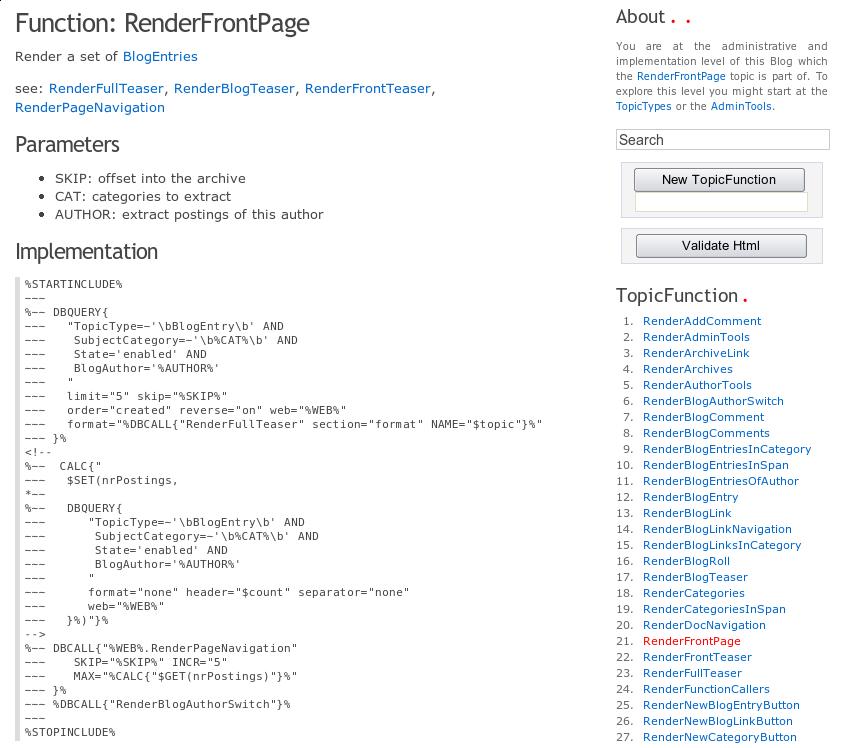 Function: RenderFrontPage
Render a set of BlogEntries
see: RenderFullTeaser, RenderBlogTeaser, RenderFrontTeaser,
RenderPageNavigation
Parameters
• SKIP: offset into the archive
• CAT: categories to extract
• AUTHOR: extract postings of this author
Implementation
%STARTINCLUDE%
~~~
%~~ DBQUERY{
~~~   "TopicType=~'\bBlogEntry\b' AND
~~~    SubjectCategory=~'\b%CAT%\b' AND
~~~    State='enabled' AND
~~~    BlogAuthor='%AUTHOR%'
~~~   "
~~~   limit="5" skip="%SKIP%"
~~~   order="created" reverse="on" web="%WEB%"
~~~   format="%DBCALL{"RenderFullTeaser" section="format" NAME="$topic"}%"
~~~ }%
<!--
%~~  CALC{"
~~~   $SET(nrPostings,
*~~
%~~   DBQUERY{
~~~      "TopicType=~'\bBlogEntry\b' AND
~~~       SubjectCategory=~'\b%CAT%\b' AND
~~~       State='enabled' AND
~~~       BlogAuthor='%AUTHOR%'
~~~      "
~~~      format="none" header="$count" separator="none"
~~~      web="%WEB%"
~~~   }%)"}%
-->
%~~ DBCALL{"%WEB%.RenderPageNavigation"
~~~    SKIP="%SKIP%" INCR="5"
~~~    MAX="%CALC{"$GET(nrPostings)"}%"
~~~ }%
~~~ %DBCALL{"RenderBlogAuthorSwitch"}%
~~~
%STOPINCLUDE%
About . .
You are at the administrative and
implementation level of this Blog which
the RenderFrontPage topic is part of. To
explore this level you might start at the
TopicTypes or the AdminTools.
Search
New TopicFunction
Validate Html
TopicFunction .
1. RenderAddComment
2. RenderAdminTools
3. RenderArchiveLink
4. RenderArchives
5. RenderAuthorTools
6. RenderBlogAuthorSwitch
7. RenderBlogComment
8. RenderBlogComments
9. RenderBlogEntriesInCategory
10. RenderBlogEntriesInSpan
11. RenderBlogEntriesOfAuthor
12. RenderBlogEntry
13. RenderBlogLink
14. RenderBlogLinkNavigation
15. RenderBlogLinksInCategory
16. RenderBlogRoll
17. RenderBlogTeaser
18. RenderCategories
19. RenderCategoriesInSpan
20. RenderDocNavigation
21. RenderFrontPage
22. RenderFrontTeaser
23. RenderFullTeaser
24. RenderFunctionCallers
25. RenderNewBlogEntryButton
26. RenderNewBlogLinkButton
27. RenderNewCategoryButton